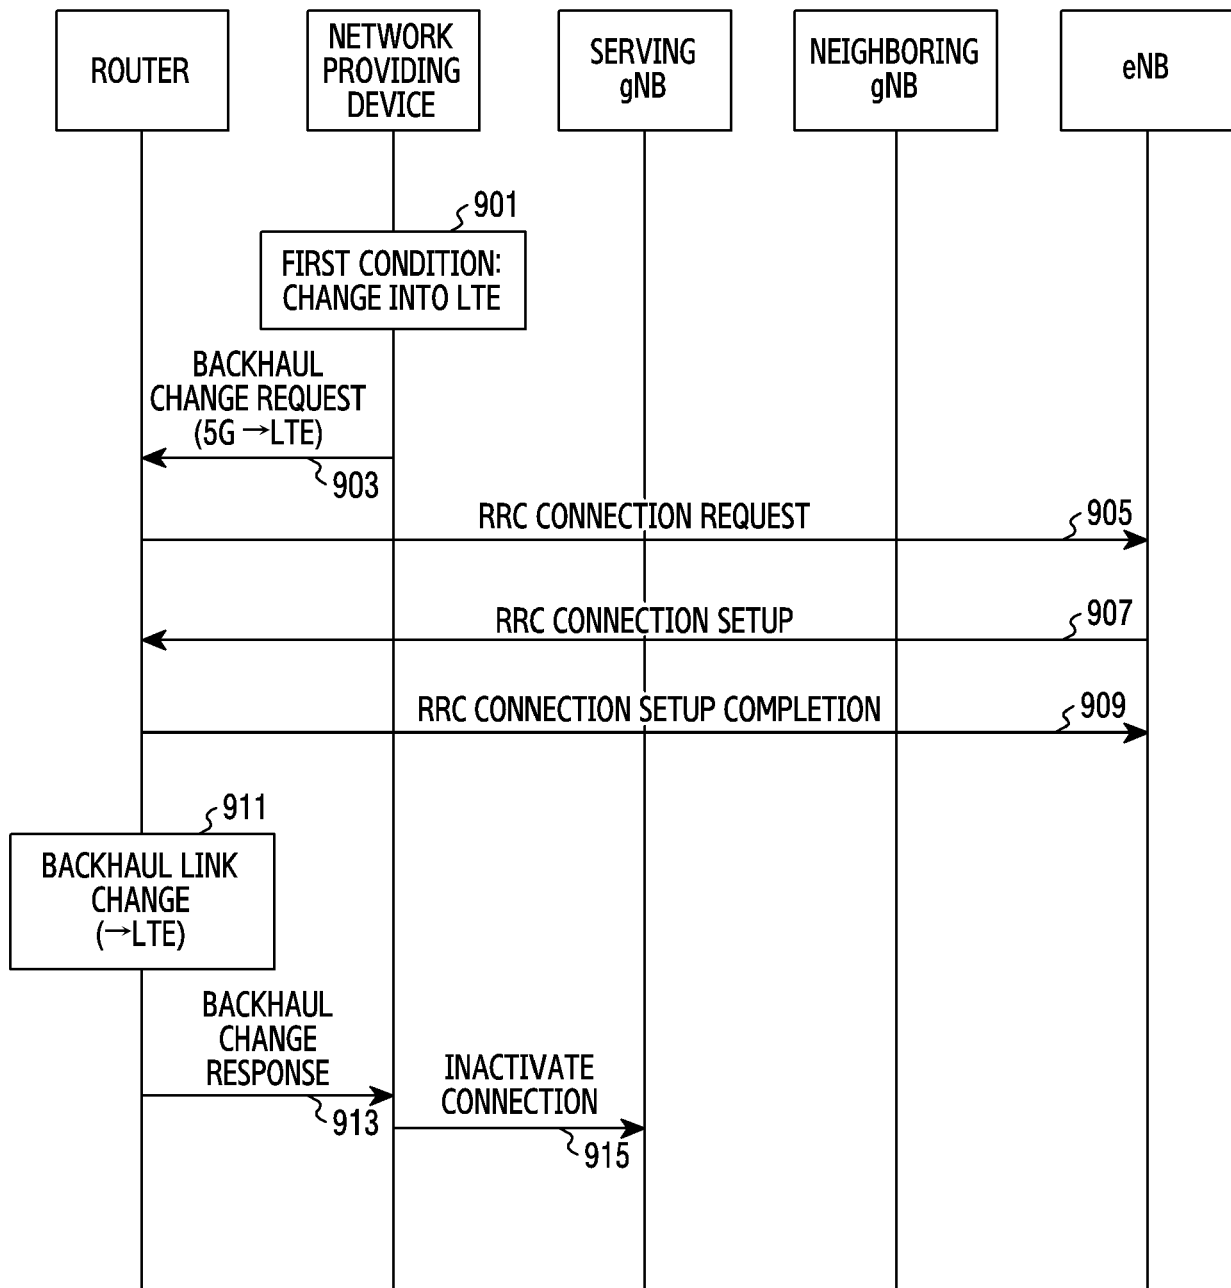 ROUTER
NETWORK
PROVIDING
DEVICE
SERVING
gNB
NEIGHBORING
gNB
eNB
901
FIRST CONDITION:
CHANGE INTO LTE
BACKHAUL
CHANGE REQUEST
(5G →LTE)
903
RRC CONNECTION REQUEST
905
RRC CONNECTION SETUP
907
RRC CONNECTION SETUP COMPLETION
909
911
BACKHAUL LINK
CHANGE
(→LTE)
BACKHAUL
CHANGE
RESPONSE
913
INACTIVATE
CONNECTION
915